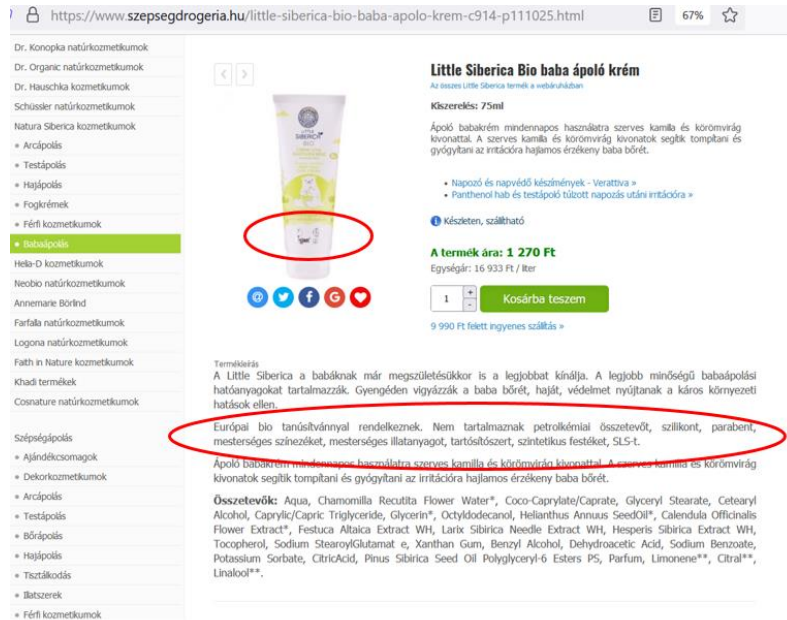 https://www.szepsegdrogeria.hu/little-siberica-bio-baba-apolo-krem-c914-p111025.html
67%
Dr. Konopka natúrkozmetikumok
Dr. Organic natúrkozmetikumok
Dr. Hauschka kozmetikumok
Schüssler natúrkozmetikumok
Natura Siberica kozmetikumok
Arcápolás
Testápolás
Hajápolás
Fogkrémek
Férfi kozmetikumok
Babaápolás
Helia-D kozmetikumok
Neobio natúrkozmetikumok
Annemarie Börlind
Farfalla natúrkozmetikumok
Logona natúrkozmetikumok
Faith in Nature kozmetikumok
Khadi termékek
Cosnature natúrkozmetikumok
Szépségápolás
Ajándékcsomagok
Dekorkozmetikumok
Arcápolás
Testápolás
Bőrápolás
Hajápolás
Tisztálkodás
Illatszerek
Férfi kozmetikumok
SIBERICA
BIO
Little Siberica Bio baba ápoló krém
Az összes Little Siberica termék a webáruházban
Kiszerelés: 75ml
Ápoló babakrém mindennapos használatra szerves kamilla és körömvirág
kivonattal. A szerves kamilla és körömvirág kivonatok segítik tompítani és
gyógyítani az irritációra hajlamos érzékeny baba bőrét.
Napozó és napvédő készítmények - Verattiva »
Panthenol hab és testápoló túlzott napozás utáni irritációra »
Készleten, szállítható
A termék ára: 1 270 Ft
Egységár: 16 933 Ft / liter
1
Kosárba teszem
9 990 Ft felett ingyenes szállítás »
Termékleírás
A Little Siberica a babáknak már megszületésükkor is a legjobbat kínálja. A legjobb minőségű babaápolási
hatóanyagokat tartalmazzák. Gyengéden vigyázzák a baba bőrét, haját, védelmet nyújtanak a káros környezeti
hatások ellen.
Európai bio tanúsítvánnyal rendelkeznek. Nem tartalmaznak petrolkémiai összetevőt, szilikont, parabent,
mesterséges színezéket, mesterséges illatanyagot, tartósítószert, szintetikus festéket, SLS-t.
Ápoló babakrém mindennapos használatra szerves kamilla és körömvirág kivonattal. A szerves kamilla és körömvirág
kivonatok segítik tompítani és gyógyítani az irritációra hajlamos érzékeny baba bőrét.
Összetevők: Aqua, Chamomilla Recutita Flower Water*, Coco-Caprylate/Caprate, Glyceryl Stearate, Cetearyl
Alcohol, Caprylic/Capric Triglyceride, Glycerin*, Octyldodecanol, Helianthus Annuus SeedOil*, Calendula Officinalis
Flower Extract*, Festuca Altaica Extract WH, Larix Sibirica Needle Extract WH, Hesperis Sibirica Extract WH,
Tocopherol, Sodium StearoylGlutamat e, Xanthan Gum, Benzyl Alcohol, Dehydroacetic Acid, Sodium Benzoate,
Potassium Sorbate, CitricAcid, Pinus Sibirica Seed Oil Polyglyceryl-6 Esters PS, Parfum, Limonene**, Citral**,
Linalool**.